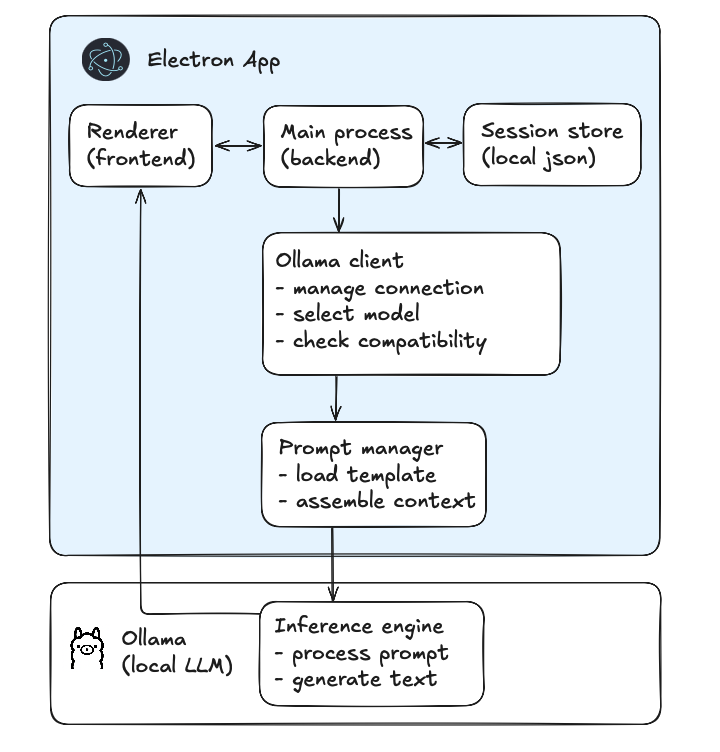 Electron App
Renderer
(frontend)
Main process
(backend)
Session store
(local json)
Ollama client
- manage connection
- select model
- check compatibility
Prompt manager
- load template
- assemble context
Ollama
(local LLM)
Inference engine
- process prompt
- generate text